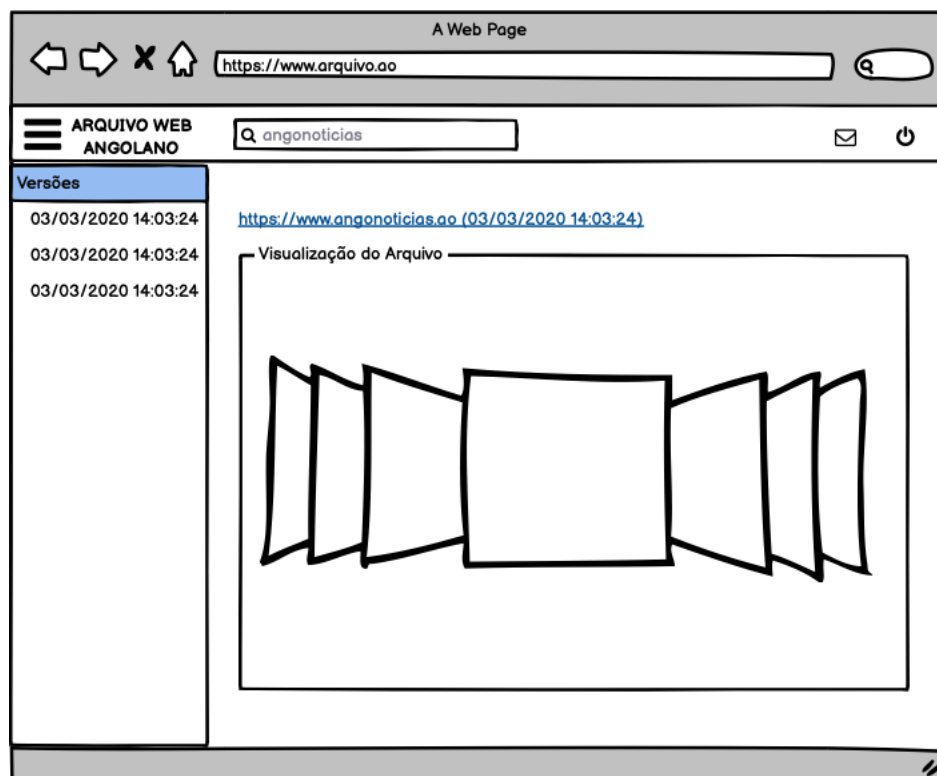 A Web Page
https://www.arquivo.ao
ARQUIVO WEB
ANGOLANO
angonoticias
Versões
03/03/2020 14:03:24
03/03/2020 14:03:24
03/03/2020 14:03:24
https://www.angonoticias.ao (03/03/2020 14:03:24)
Visualização do Arquivo